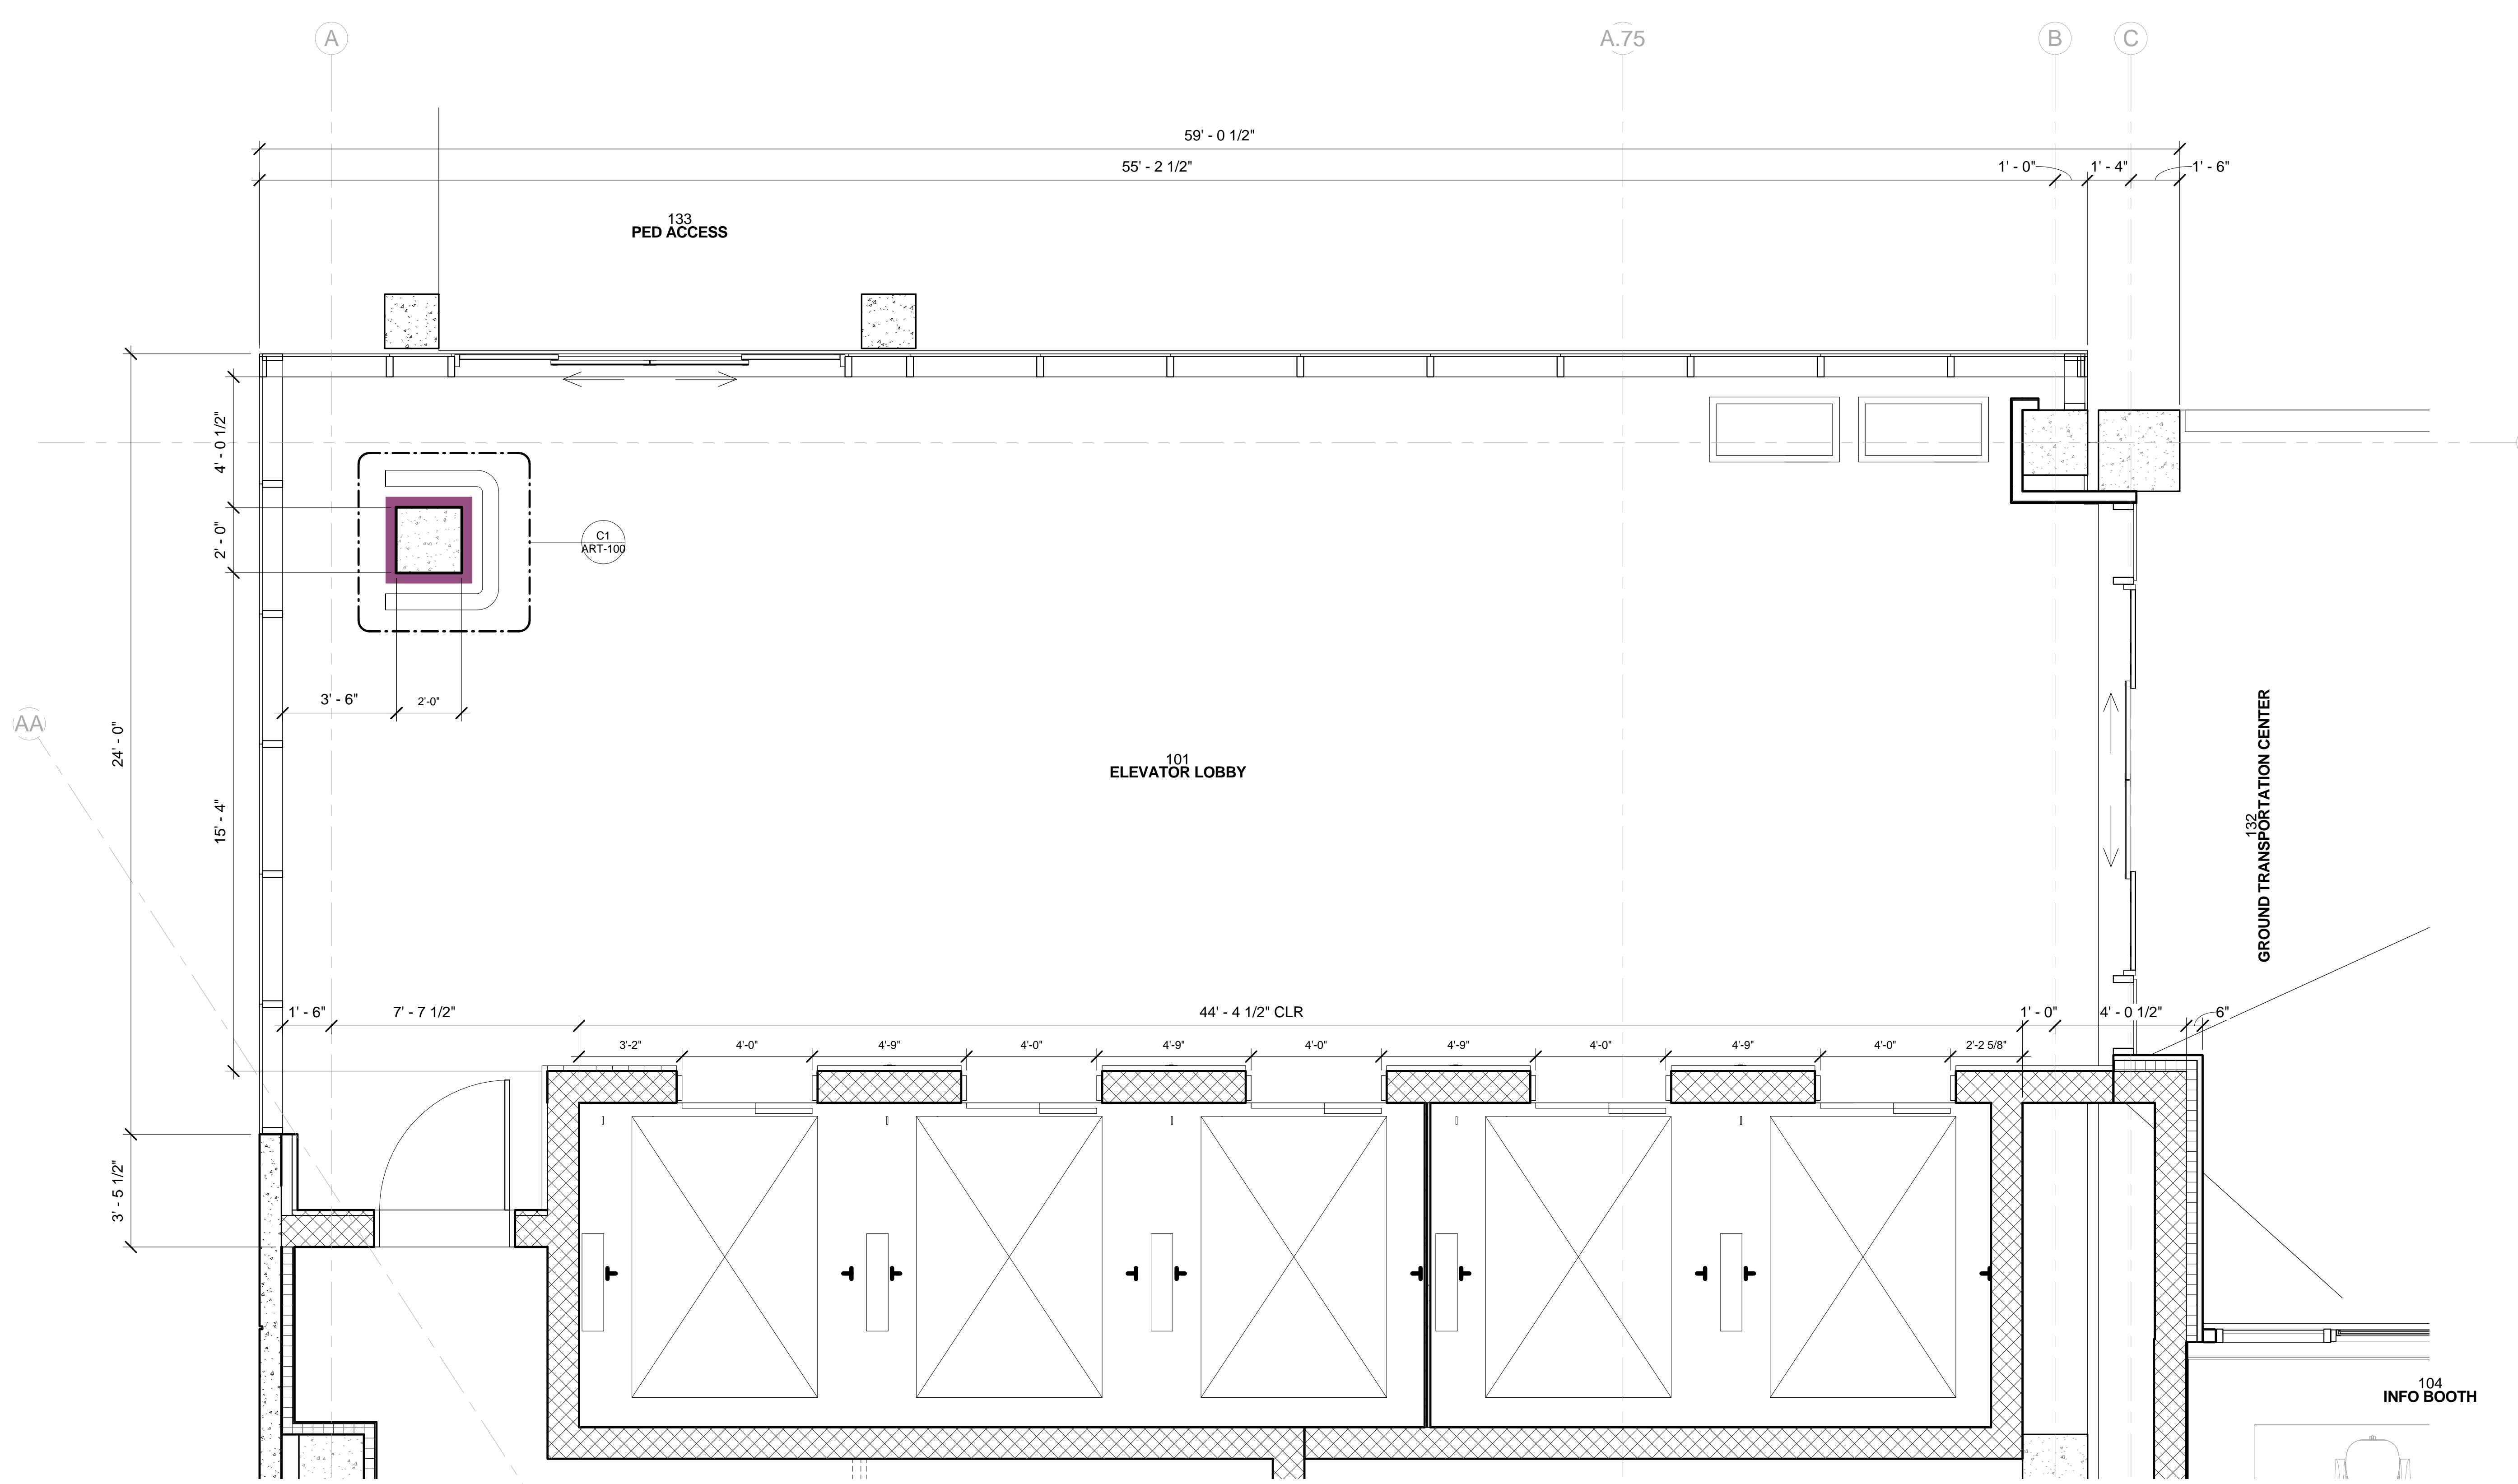 A
A.75
B
C
59' - 0 1/2"
55' - 2 1/2"
1' - 0"
1' - 4"
1' - 6"
133
PED ACCESS
4' - 0 1/2"
2' - 0"
C1
ART-100
3' - 6"
2'-0"
AA
24' - 0"
15' - 4"
101
ELEVATOR LOBBY
132
GROUND TRANSPORTATION CENTER
1' - 6"
7' - 7 1/2"
44' - 4 1/2" CLR
1' - 0"
4' - 0 1/2"
6"
3'-2"
4'-0"
4'-9"
4'-0"
4'-9"
4'-0"
4'-9"
4'-0"
4'-9"
4'-0"
2'-2 5/8"
3' - 5 1/2"
104
INFO BOOTH